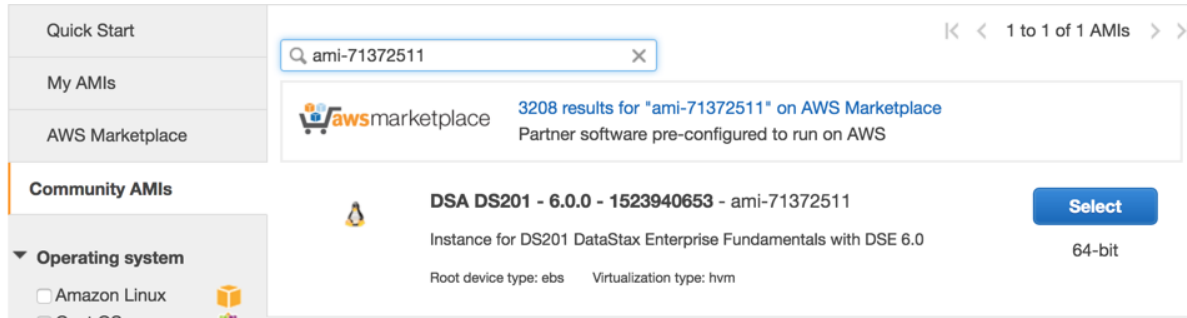 Quick Start
My AMIs
AWS Marketplace
Community AMIs
Operating system
Amazon Linux
1 to 1 of 1 AMIs
ami-71372511
awsmarketplace
3208 results for "ami-71372511" on AWS Marketplace
Partner software pre-configured to run on AWS
DSA DS201 - 6.0.0 - 1523940653 - ami-71372511
Select
Instance for DS201 DataStax Enterprise Fundamentals with DSE 6.0
64-bit
Root device type: ebs Virtualization type: hvm